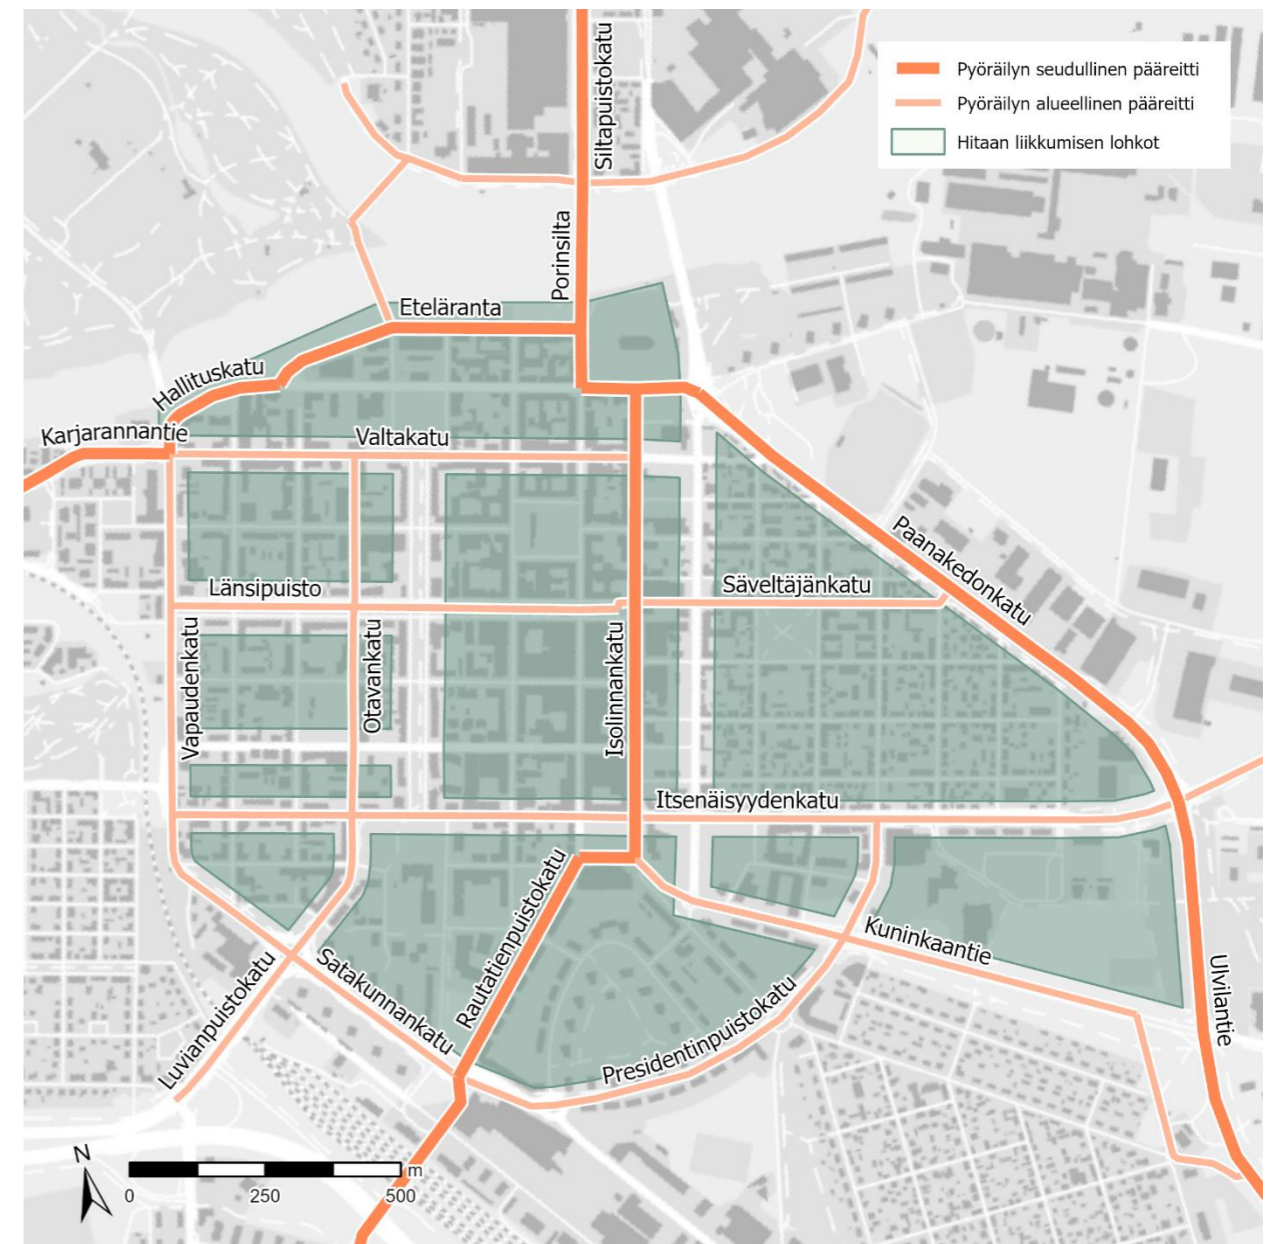 Siltapuistokatu
Pyöräilyn seudullinen pääreitti
Pyöräilyn alueellinen pääreitti
Hitaan liikkumisen lohkot
Porinsilta
Eteläranta
Hallituskatu
Karjarannantie
Valtakatu
Paanakedonkatu
Länsipuisto
Säveltäjänkatu
Vapaudenkatu
Otavankatu
Isolinnankatu
Itsenäisyydenkatu
Rautatienpuistokatu
Kuninkaantie
Satakunnankatu
Luvianpuistokatu
Presidentinpuistokatu
Ulvilantie
N
m
0 250 500